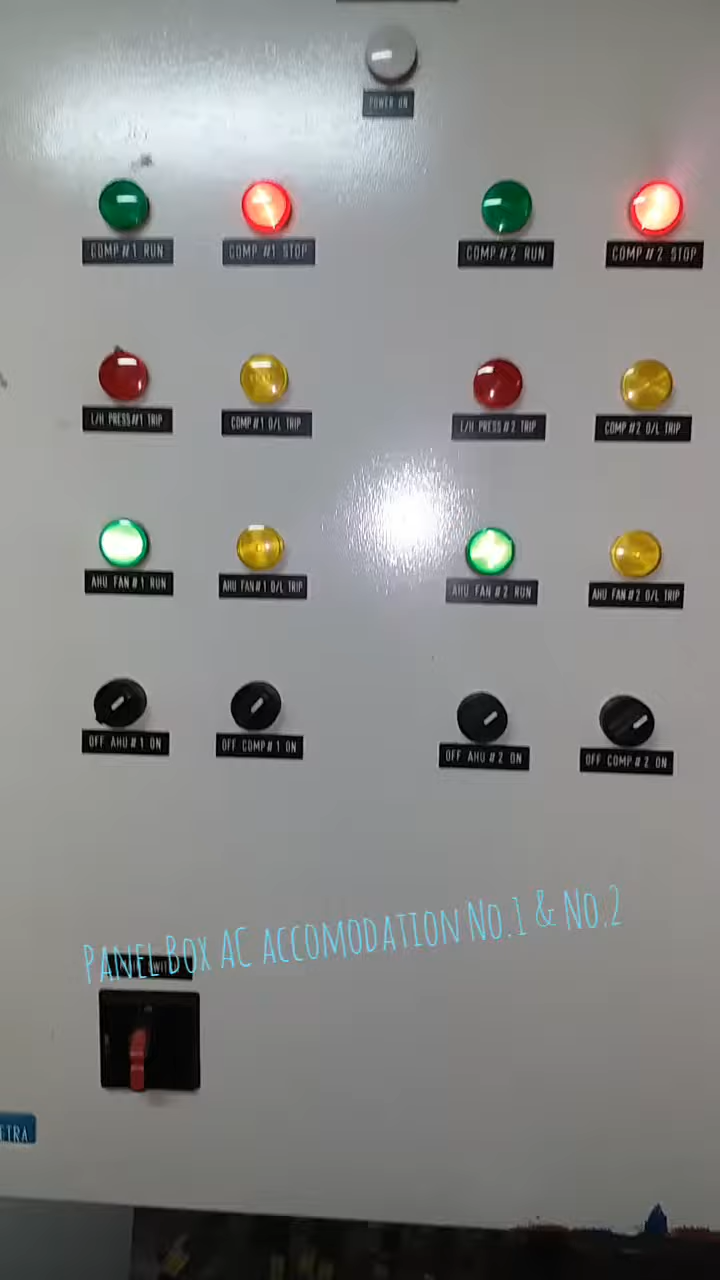 POWER ON
COMP#1 RUN
COMP#1 STOP
COMP#2 RUN
COMP#2 STOP
L/H PRESS#1 TRIP
COMP#1 O/L TRIP
L/H PRESS#2 TRIP
COMP#2 O/L TRIP
AHU FAN#1 RUN
AHU FAN#1 O/L TRIP
AHU FAN#2 RUN
AHU FAN#2 O/L TRIP
OFF AHU#1 ON
OFF COMP#1 ON
OFF AHU#2 ON
OFF COMP#2 ON
PANEL BOX AC ACCOMODATION NO.1 & NO.2